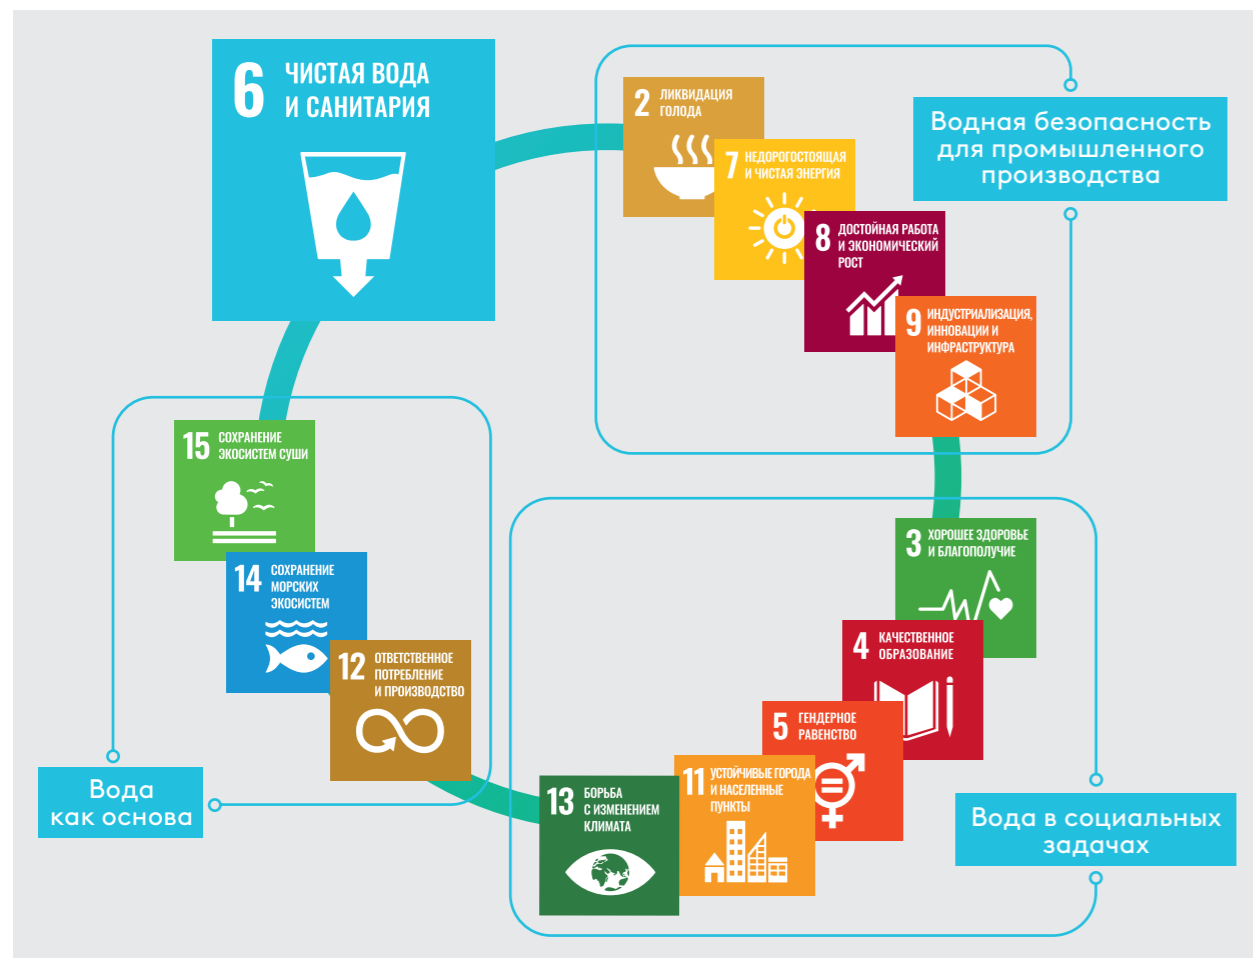 6 ЧИСТАЯ ВОДА
И САНИТАРИЯ
2 ЛИКВИДАЦИЯ
ГОЛОДА
7 НЕДОРОГОСТОЯЩАЯ
И ЧИСТАЯ ЭНЕРГИЯ
8 ДОСТОЙНАЯ РАБОТА
И ЭКОНОМИЧЕСКИЙ
РОСТ
9 ИНДУСТРИАЛИЗАЦИЯ,
ИННОВАЦИИ И
ИНФРАСТРУКТУРА
Водная безопасность
для промышленного
производства
3 ХОРОШЕЕ ЗДОРОВЬЕ
И БЛАГОПОЛУЧИЕ
4 КАЧЕСТВЕННОЕ
ОБРАЗОВАНИЕ
5 ГЕНДЕРНОЕ
РАВЕНСТВО
11 УСТОЙЧИВЫЕ ГОРОДА
И НАСЕЛЕННЫЕ
ПУНКТЫ
13 БОРЬБА
С ИЗМЕНЕНИЕМ
КЛИМАТА
Вода в социальных
задачах
15 СОХРАНЕНИЕ
ЭКОСИСТЕМ СУШИ
14 СОХРАНЕНИЕ
МОРСКИХ
ЭКОСИСТЕМ
12 ОТВЕТСТВЕННОЕ
ПОТРЕБЛЕНИЕ
И ПРОИЗВОДСТВО
Вода
как основа